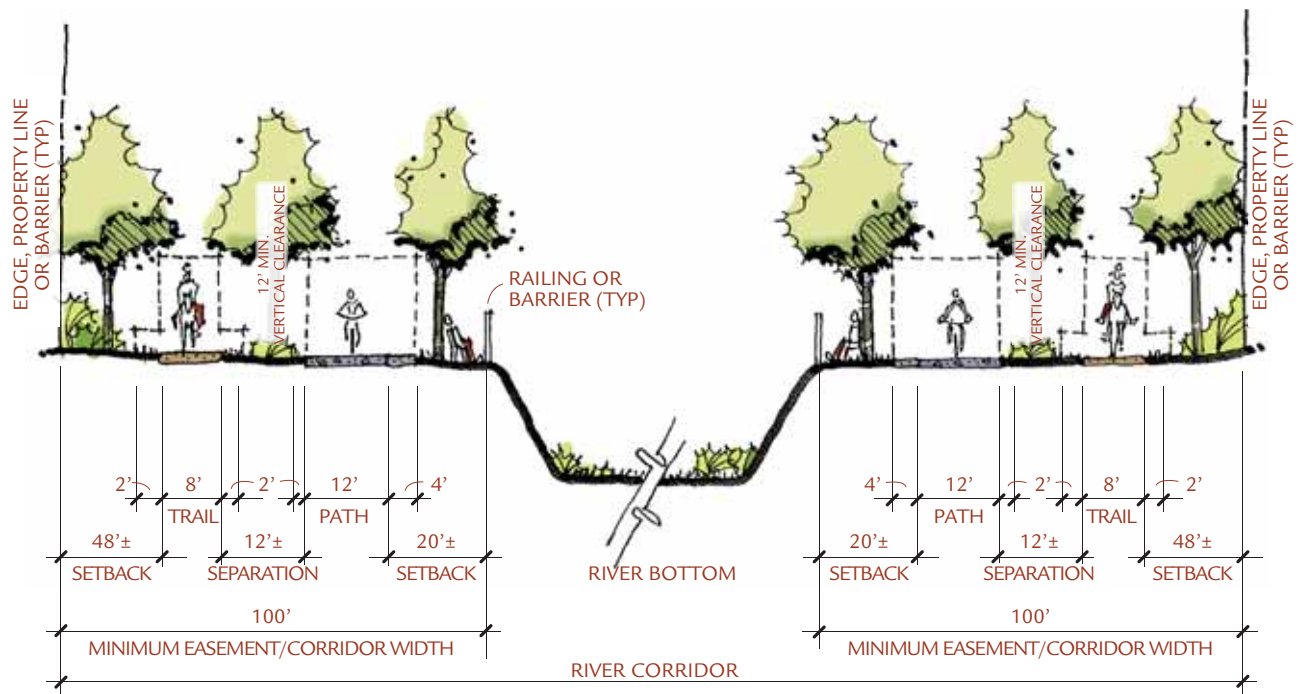 EDGE, PROPERTY LINE
OR BARRIER (TYP)
12' MIN.
VERTICAL CLEARANCE
RAILING OR
BARRIER (TYP)
12' MIN.
VERTICAL CLEARANCE
EDGE, PROPERTY LINE
OR BARRIER (TYP)
2' 8' 2' 12' 4'
TRAIL PATH
48'± 12'± 20'±
SETBACK SEPARATION SETBACK
100'
MINIMUM EASEMENT/CORRIDOR WIDTH
RIVER BOTTOM
4' 12' 2' 8' 2'
PATH TRAIL
20'± 12'± 48'±
SETBACK SEPARATION SETBACK
100'
MINIMUM EASEMENT/CORRIDOR WIDTH
RIVER CORRIDOR